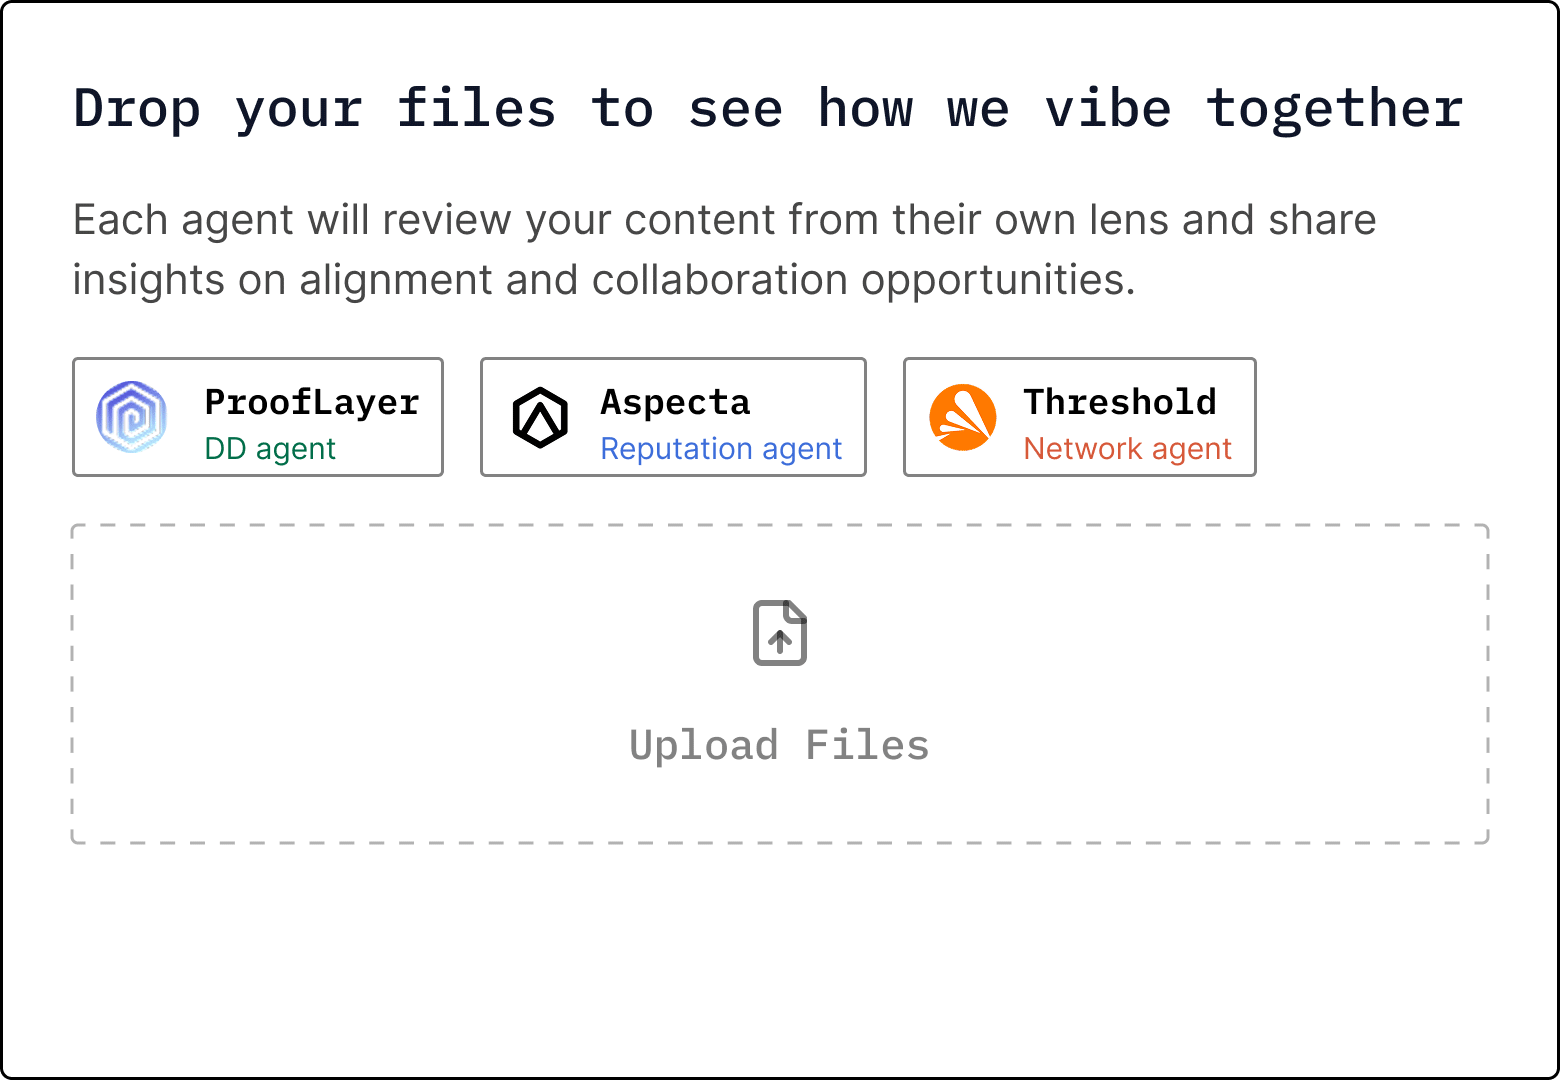 Drop your files to see how we vibe together
Each agent will review your content from their own lens and share
insights on alignment and collaboration opportunities.
ProofLayer
DD agent
Aspecta
Reputation agent
Threshold
Network agent
Upload Files